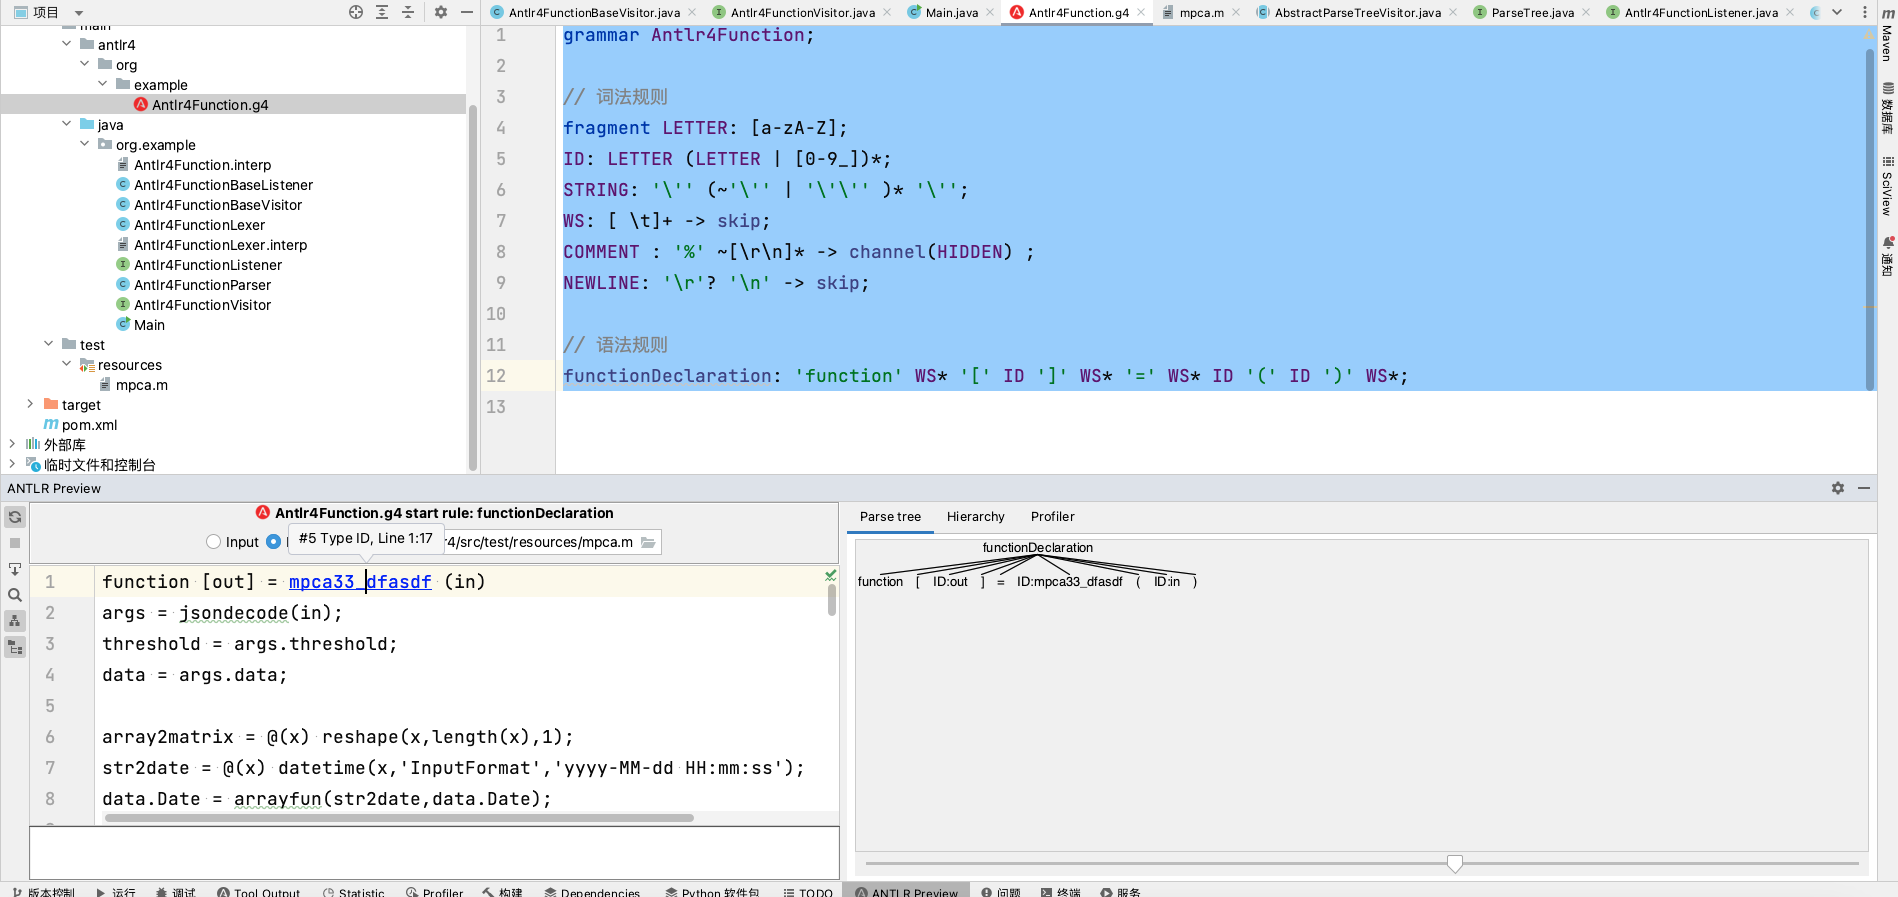 项目
main
antlr4
org
example
Antlr4Function.g4
java
org.example
Antlr4Function.interp
Antlr4FunctionBaseListener
Antlr4FunctionBaseVisitor
Antlr4FunctionLexer
Antlr4FunctionLexer.interp
Antlr4FunctionListener
Antlr4FunctionParser
Antlr4FunctionVisitor
Main
test
resources
mpca.m
target
pom.xml
外部库
临时文件和控制台
Antlr4FunctionBaseVisitor.java Antlr4FunctionVisitor.java Main.java Antlr4Function.g4 mpca.m AbstractParseTreeVisitor.java ParseTree.java Antlr4FunctionListener.java
1 grammar Antlr4Function;
2
3 // 词法规则
4 fragment LETTER: [a-zA-Z];
5 ID: LETTER (LETTER | [0-9_])*;
6 STRING: '\'' (~'\'' | '\'\'' )* '\'';
7 WS: [ \t]+ -> skip;
8 COMMENT : '%' ~[\r\n]* -> channel(HIDDEN) ;
9 NEWLINE: '\r'? '\n' -> skip;
10
11 // 语法规则
12 functionDeclaration: 'function' WS* '[' ID ']' WS* '=' WS* ID '(' ID ')' WS*;
13
Maven
数据库
SciView
通知
ANTLR Preview
Antlr4Function.g4 start rule: functionDeclaration
#5 Type ID, Line 1:17
Input r4/src/test/resources/mpca.m
1 function [out] = mpca33_dfasdf (in)
2 args = jsondecode(in);
3 threshold = args.threshold;
4 data = args.data;
5
6 array2matrix = @(x) reshape(x,length(x),1);
7 str2date = @(x) datetime(x,'InputFormat','yyyy-MM-dd HH:mm:ss');
8 data.Date = arrayfun(str2date,data.Date);
Parse tree Hierarchy Profiler
functionDeclaration
function [ ID:out ] = ID:mpca33_dfasdf ( ID:in )
版本控制 运行 调试 Tool Output Statistic Profiler 构建 Dependencies Python 软件包 TODO ANTLR Preview 问题 终端 服务